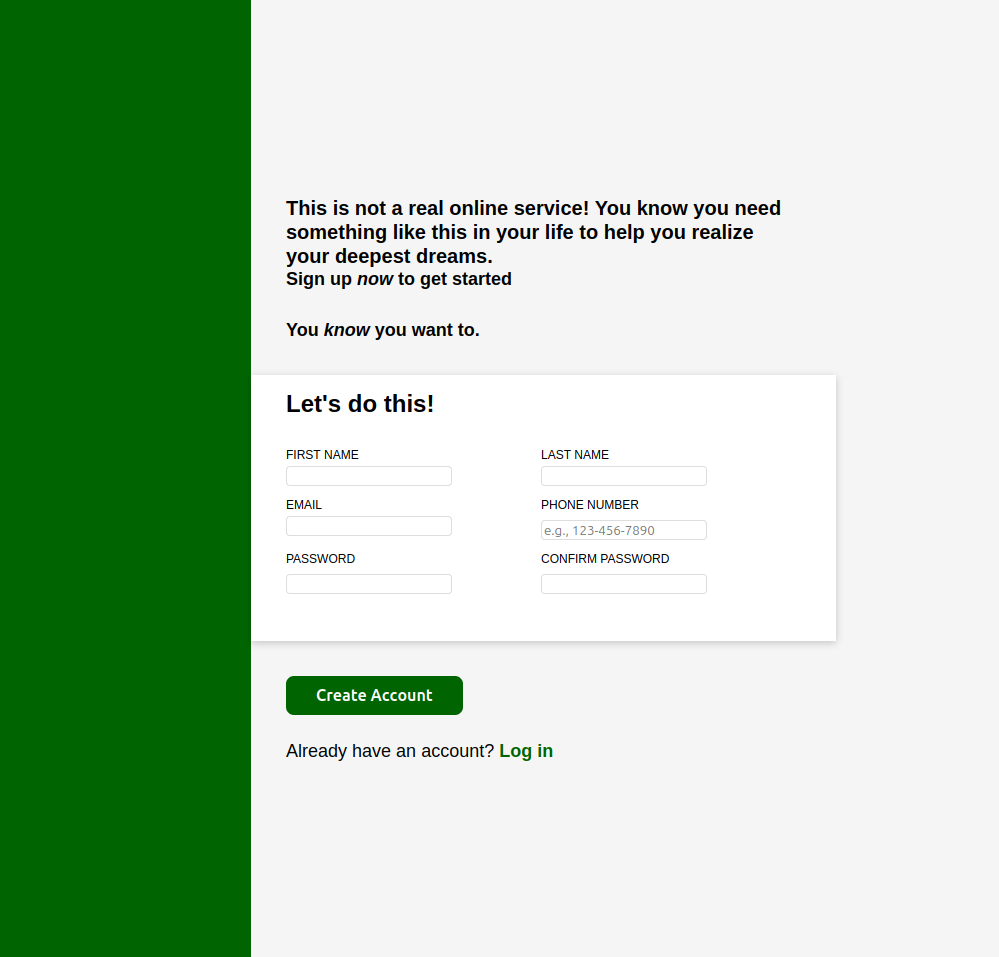 This is not a real online service! You know you need
something like this in your life to help you realize
your deepest dreams.
Sign up now to get started
You know you want to.
Let's do this!
FIRST NAME
LAST NAME
EMAIL
PHONE NUMBER
e.g., 123-456-7890
PASSWORD
CONFIRM PASSWORD
Create Account
Already have an account? Log in